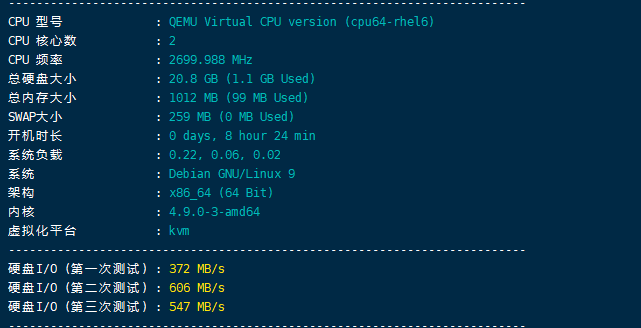 ----------------------------------------------------------------------
CPU 型号 : QEMU Virtual CPU version (cpu64-rhel6)
CPU 核心数 : 2
CPU 频率 : 2699.988 MHz
总硬盘大小 : 20.8 GB (1.1 GB Used)
总内存大小 : 1012 MB (99 MB Used)
SWAP大小 : 259 MB (0 MB Used)
开机时长 : 0 days, 8 hour 24 min
系统负载 : 0.22, 0.06, 0.02
系统 : Debian GNU/Linux 9
架构 : x86_64 (64 Bit)
内核 : 4.9.0-3-amd64
虚拟化平台 : kvm
----------------------------------------------------------------------
硬盘I/O (第一次测试) : 372 MB/s
硬盘I/O (第二次测试) : 606 MB/s
硬盘I/O (第三次测试) : 547 MB/s
----------------------------------------------------------------------